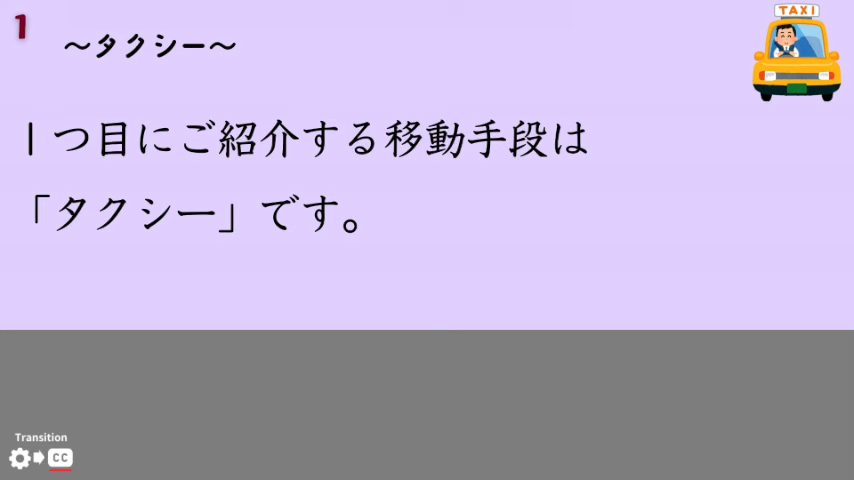 1
～タクシー～
TAXI
1つ目にご紹介する移動手段は
「タクシー」です。
Transition
CC